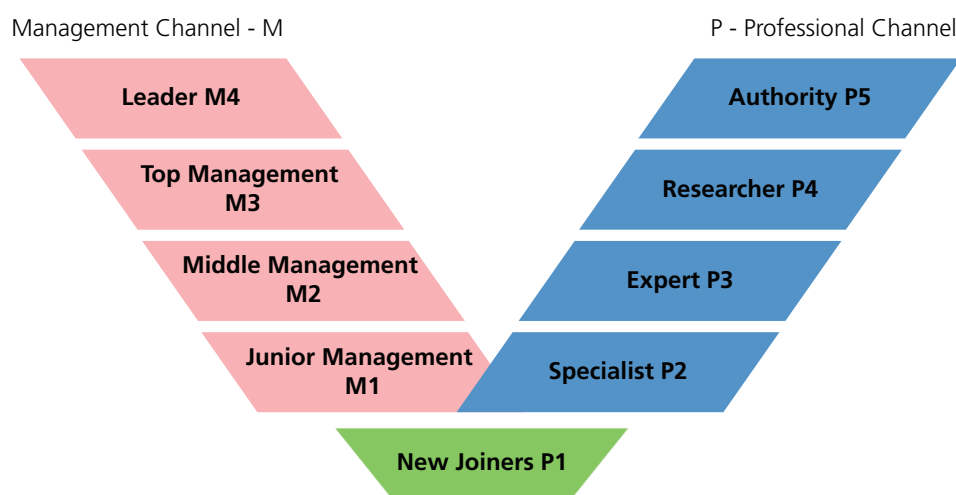 Management Channel - M
P - Professional Channel
Leader M4
Authority P5
Top Management
M3
Researcher P4
Middle Management
M2
Expert P3
Junior Management
M1
Specialist P2
New Joiners P1